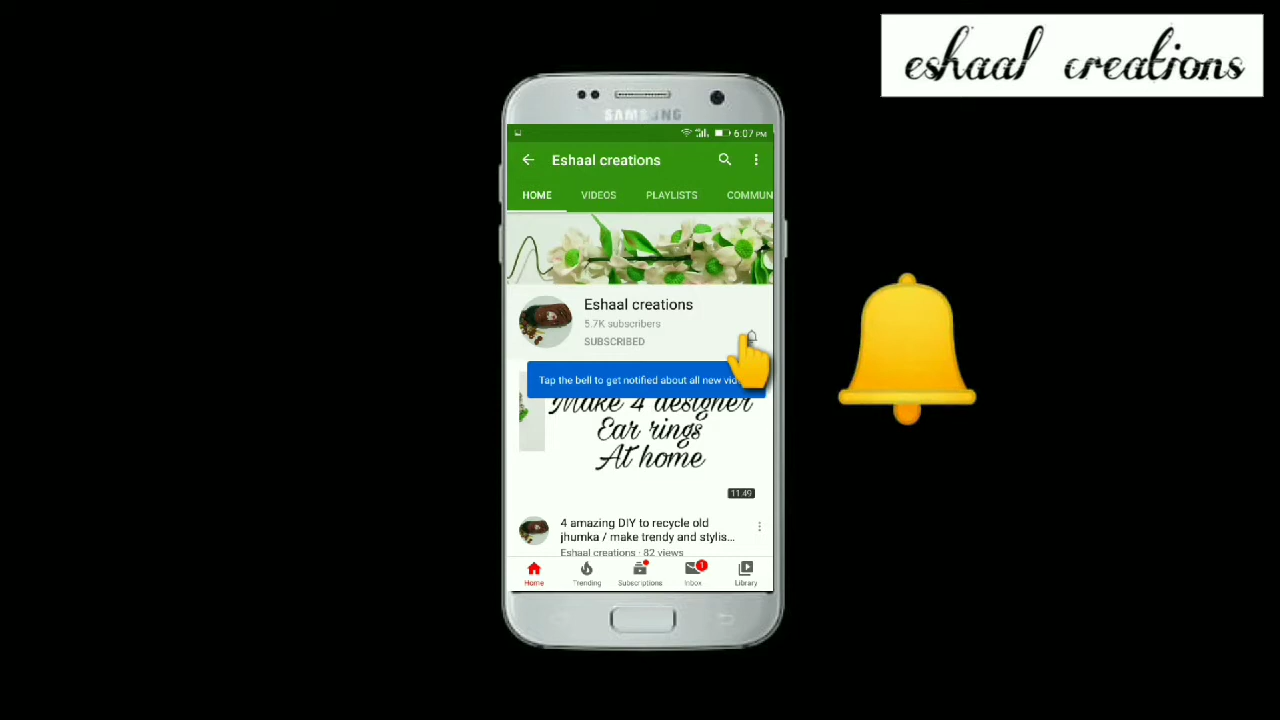 eshaal creations
SAMSUNG
6:07 PM
Eshaal creations
HOME VIDEOS PLAYLISTS COMMUN
Eshaal creations
5.7K subscribers
SUBSCRIBED
Tap the bell to get notified about all new
Make 4 designer
Ear rings
At home
11:49
4 amazing DIY to recycle old
jhumka / make trendy and stylis...
Eshaal creations · 82 views
1
Home Trending Subscriptions Inbox Library